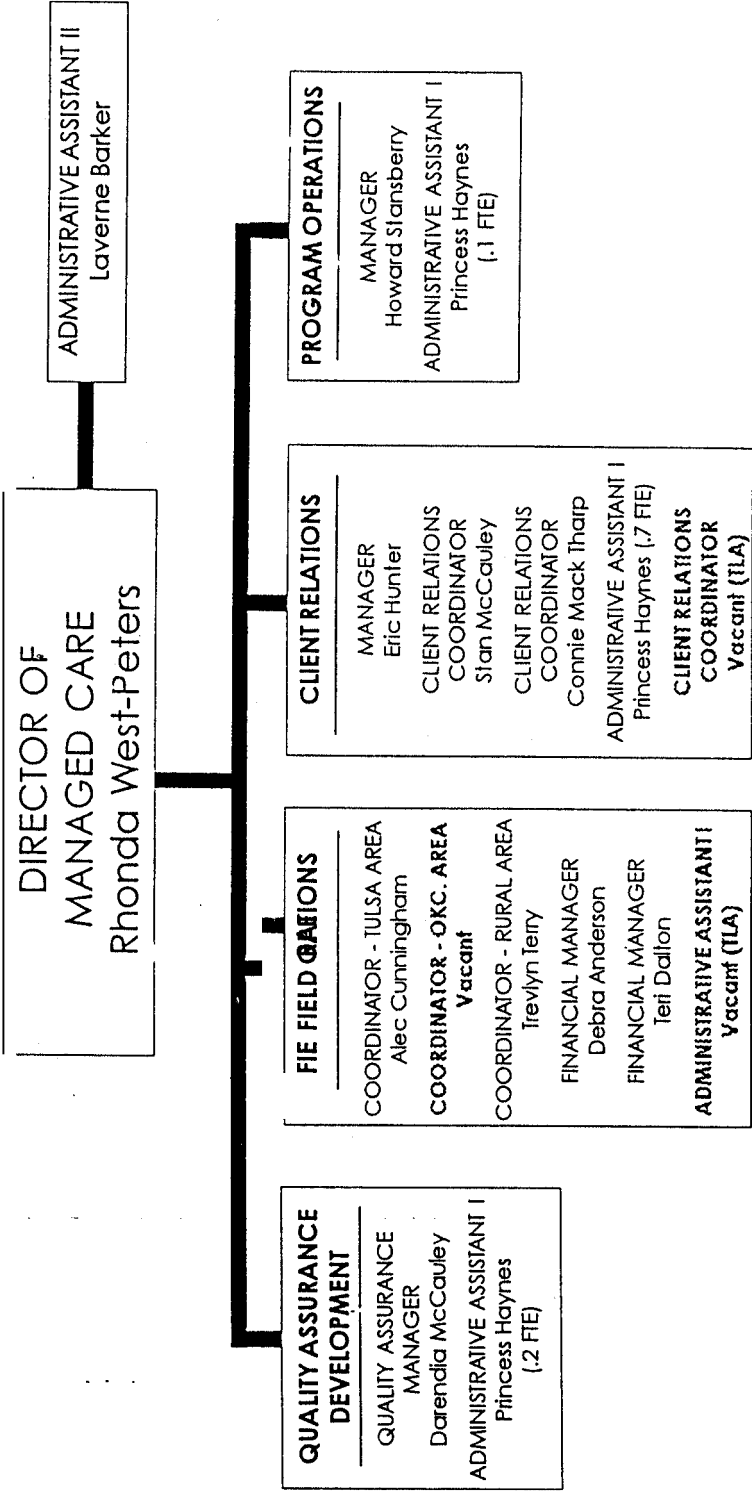 DIRECTOR OF
MANAGED CARE
Rhonda West-Peters
ADMINISTRATIVE ASSISTANT II
Laverne Barker
QUALITY ASSURANCE
DEVELOPMENT
QUALITY ASSURANCE
MANAGER
Darendia McCauley
ADMINISTRATIVE ASSISTANT I
Princess Haynes
(.2 FTE)
FIELD
COORDINATOR - TULSA AREA
Alec Cunningham
COORDINATOR - OKC. AREA
Vacant
COORDINATOR - RURAL AREA
Trevlyn Terry
FINANCIAL MANAGER
Debra Anderson
FINANCIAL MANAGER
Teri Dalton
ADMINISTRATIVE ASSISTANT I
Vacant (TLA)
CLIENT RELATIONS
MANAGER
Eric Hunter
CLIENT RELATIONS
COORDINATOR
Stan McCauley
CLIENT RELATIONS
COORDINATOR
Connie Mack Tharp
ADMINISTRATIVE ASSISTANT I
Princess Haynes (.7 FTE)
CLIENT RELATIONS
COORDINATOR
Vacant (TLA)
PROGRAM OPERATIONS
MANAGER
Howard Stansberry
ADMINISTRATIVE ASSISTANT I
Princess Haynes
(.1 FTE)